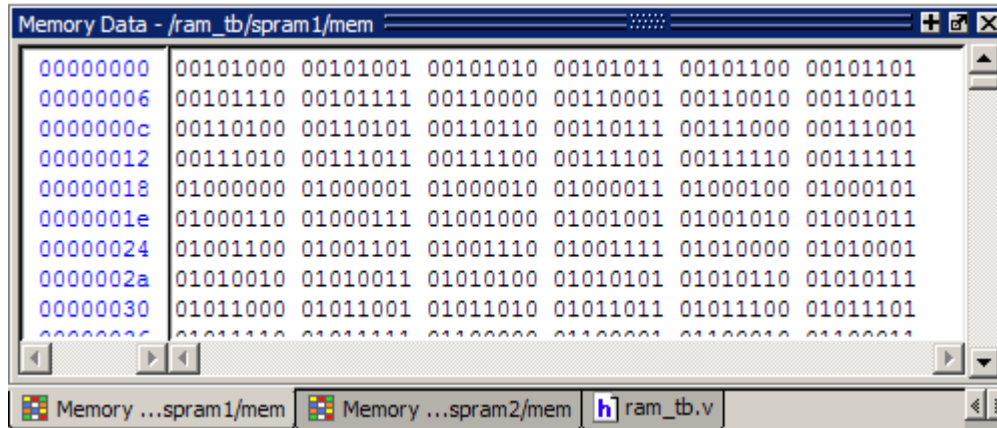 Memory Data - /ram_tb/spram1/mem
00000000 00101000 00101001 00101010 00101011 00101100 00101101
00000006 00101110 00101111 00110000 00110001 00110010 00110011
0000000c 00110100 00110101 00110110 00110111 00111000 00111001
00000012 00111010 00111011 00111100 00111101 00111110 00111111
00000018 01000000 01000001 01000010 01000011 01000100 01000101
0000001e 01000110 01000111 01001000 01001001 01001010 01001011
00000024 01001100 01001101 01001110 01001111 01010000 01010001
0000002a 01010010 01010011 01010100 01010101 01010110 01010111
00000030 01011000 01011001 01011010 01011011 01011100 01011101
Memory ...spram1/mem Memory ...spram2/mem h ram_tb.v